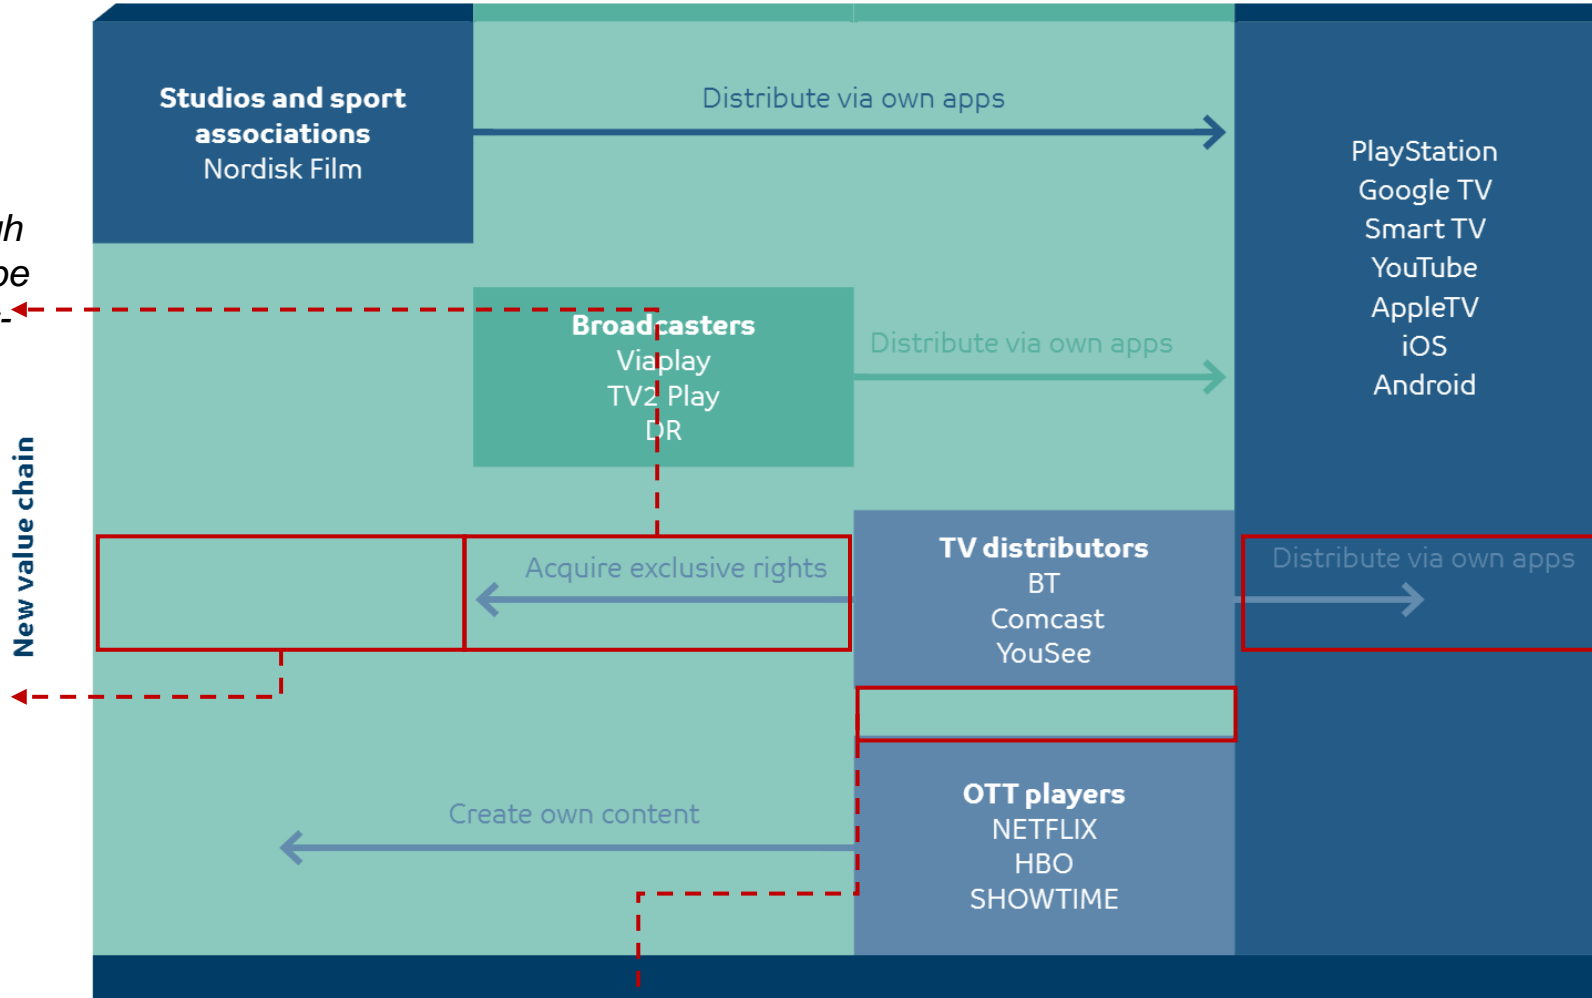 Studios and sport
associations
Nordisk Film
Distribute via own apps
PlayStation
Google TV
Smart TV
YouTube
AppleTV
iOS
Android
Broadcasters
Viaplay
TV2 Play
DR
Distribute via own apps
New value chain
Acquire exclusive rights
TV distributors
BT
Comcast
YouSee
Distribute via own apps
Create own content
OTT players
NETFLIX
HBO
SHOWTIME